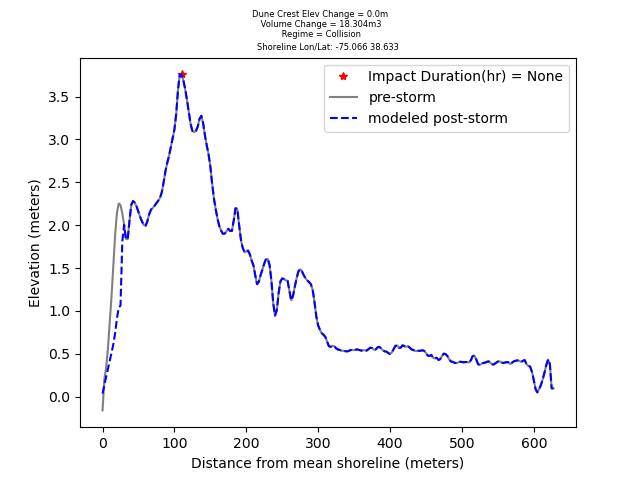 Dune Crest Elev Change = 0.0m
Volume Change = 18.304m3
Regime = Collision
Shoreline Lon/Lat: -75.066 38.633
Impact Duration(hr) = None
pre-storm
modeled post-storm
Elevation (meters)
3.5
3.0
2.5
2.0
1.5
1.0
0.5
0.0
0 100 200 300 400 500 600
Distance from mean shoreline (meters)